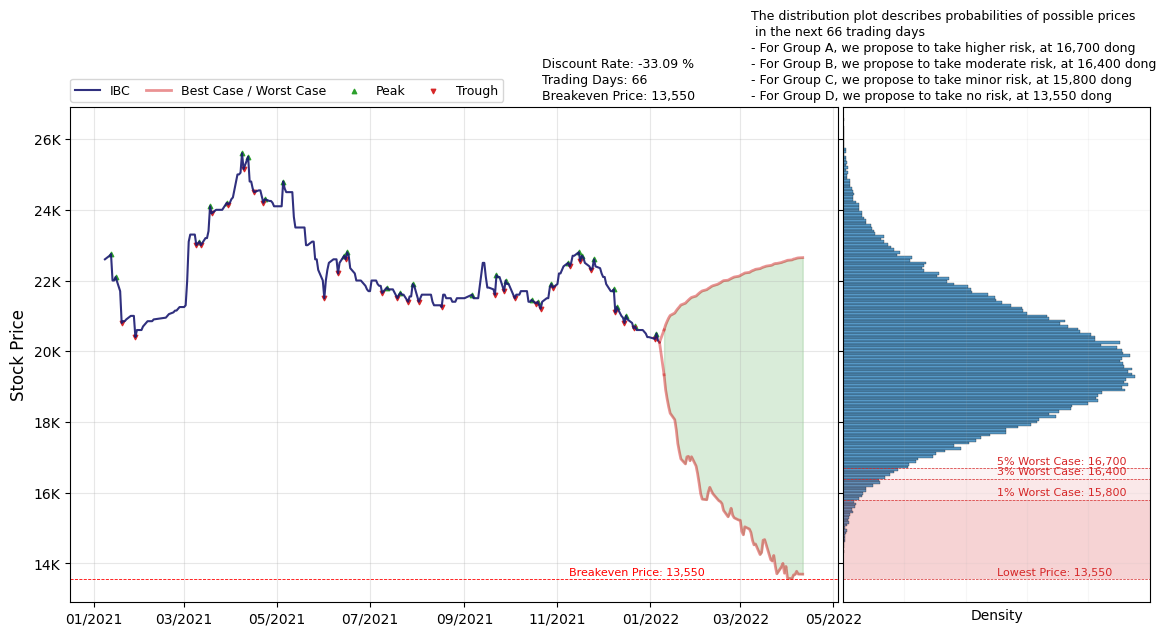 The distribution plot describes probabilities of possible prices
in the next 66 trading days
- For Group A, we propose to take higher risk, at 16,700 dong
- For Group B, we propose to take moderate risk, at 16,400 dong
- For Group C, we propose to take minor risk, at 15,800 dong
- For Group D, we propose to take no risk, at 13,550 dong
Discount Rate: -33.09 %
Trading Days: 66
Breakeven Price: 13,550
IBC
Best Case / Worst Case
Peak
Trough
Stock Price
26K
24K
22K
20K
18K
16K
14K
Breakeven Price: 13,550
01/2021
03/2021
05/2021
07/2021
09/2021
11/2021
01/2022
03/2022
05/2022
5% Worst Case: 16,700
3% Worst Case: 16,400
1% Worst Case: 15,800
Lowest Price: 13,550
Density